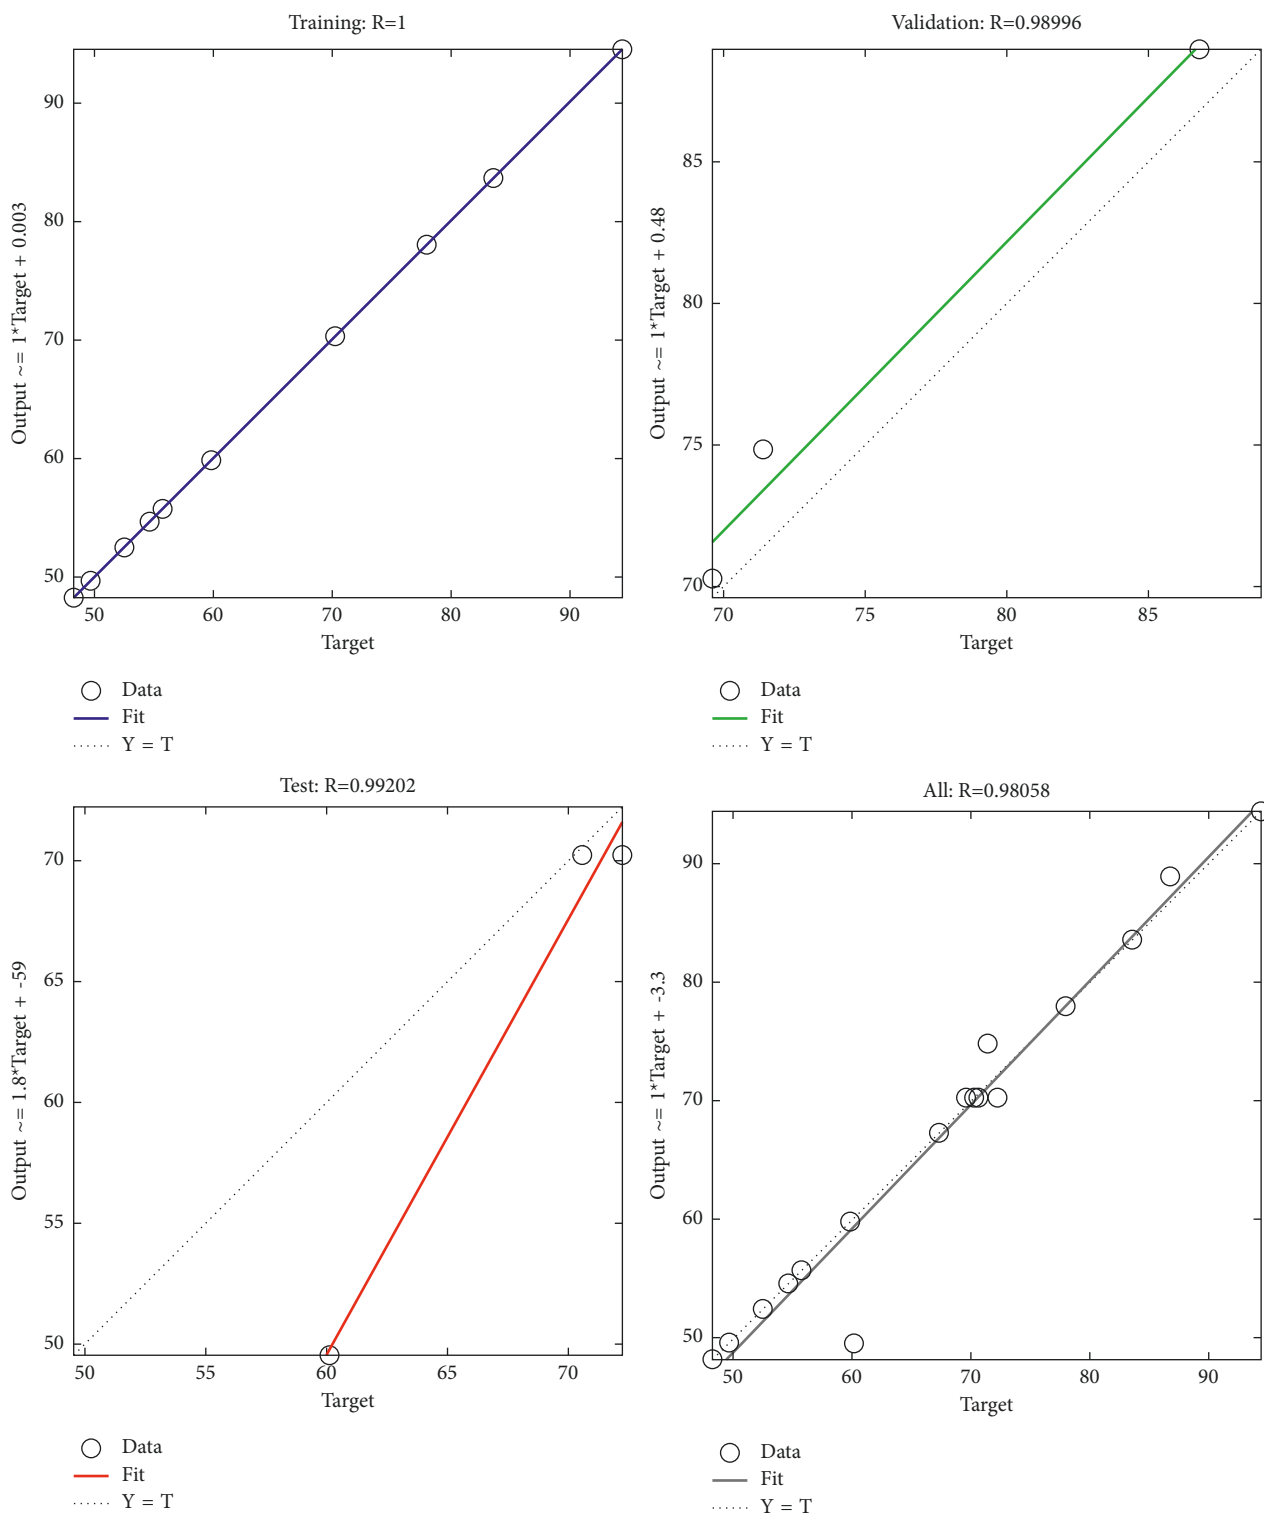 Training: R=1
Output ~= 1*Target + 0.003
90
80
70
60
50
50 60 70 80 90
Target
Data
Fit
Y = T
Validation: R=0.98996
Output ~= 1*Target + 0.48
85
80
75
70
70 75 80 85
Target
Data
Fit
Y = T
Test: R=0.99202
Output ~= 1.8*Target + -59
70
65
60
55
50
50 55 60 65 70
Target
Data
Fit
Y = T
All: R=0.98058
Output ~= 1*Target + -3.3
90
80
70
60
50
50 60 70 80 90
Target
Data
Fit
Y = T